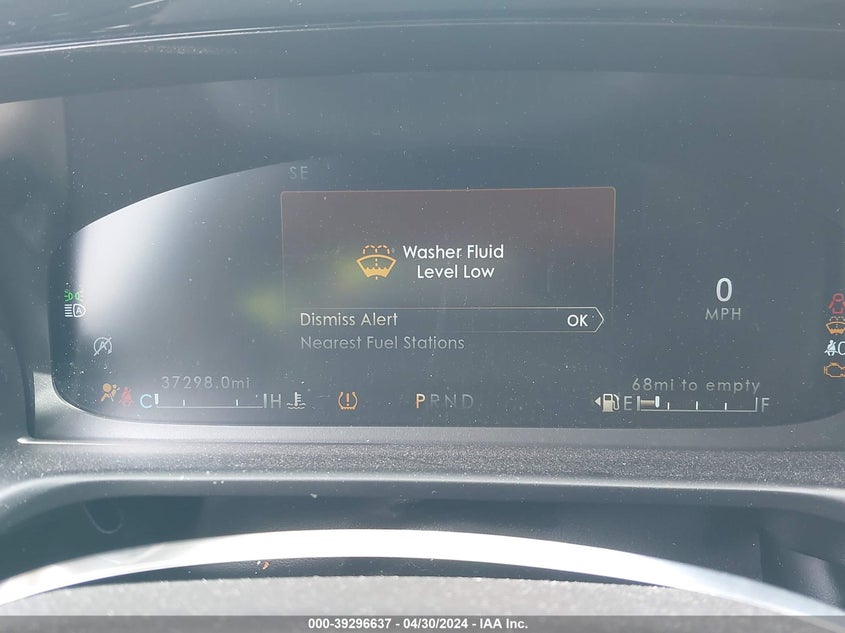 SE
Washer Fluid
Level Low
0
MPH
Dismiss Alert OK
Nearest Fuel Stations
A
37298.0mi
68mi to empty
C H
PRND
E F
000-39296637 | 04/30/2024 – IAA Inc.